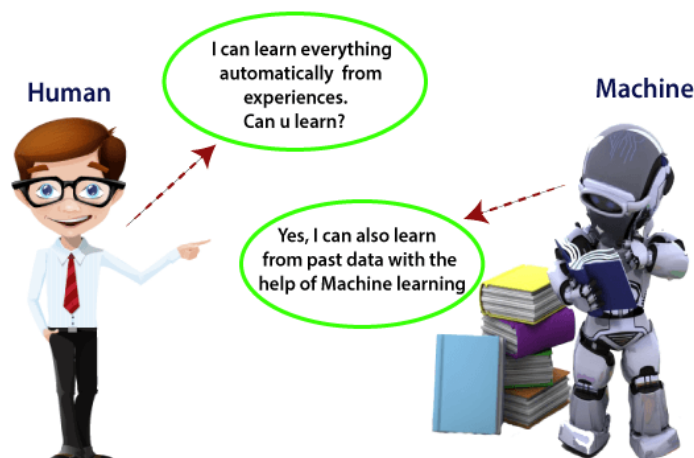 Human
I can learn everything
automatically from
experiences.
Can u learn?
Machine
Yes, I can also learn
from past data with the
help of Machine learning